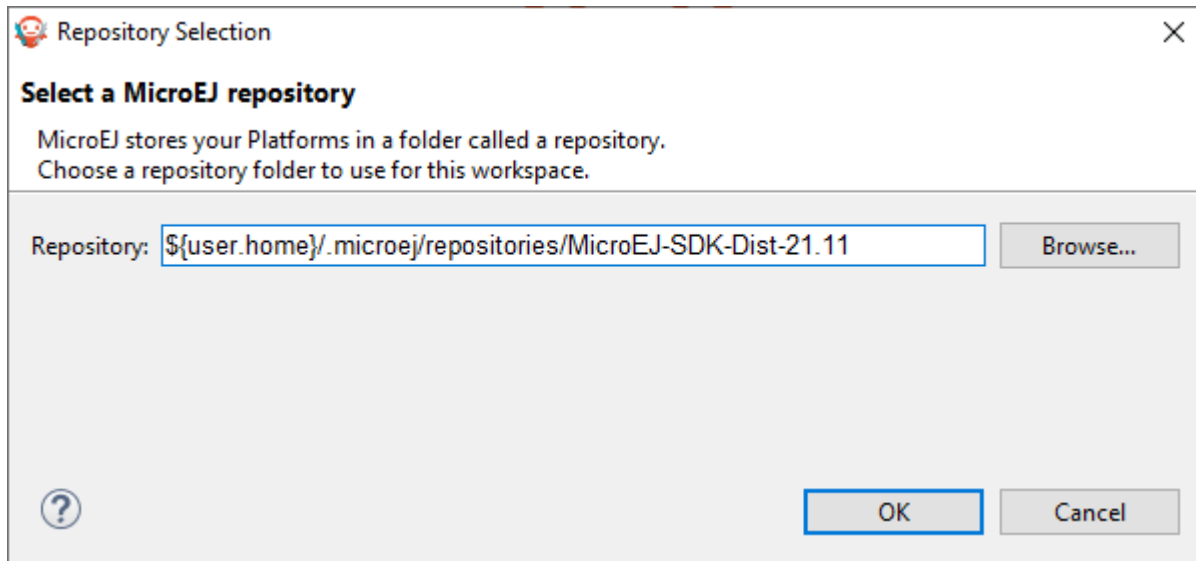 Repository Selection
Select a MicroEJ repository
MicroEJ stores your Platforms in a folder called a repository.
Choose a repository folder to use for this workspace.
Repository: ${user.home}/.microej/repositories/MicroEJ-SDK-Dist-21.11 Browse...
? OK Cancel